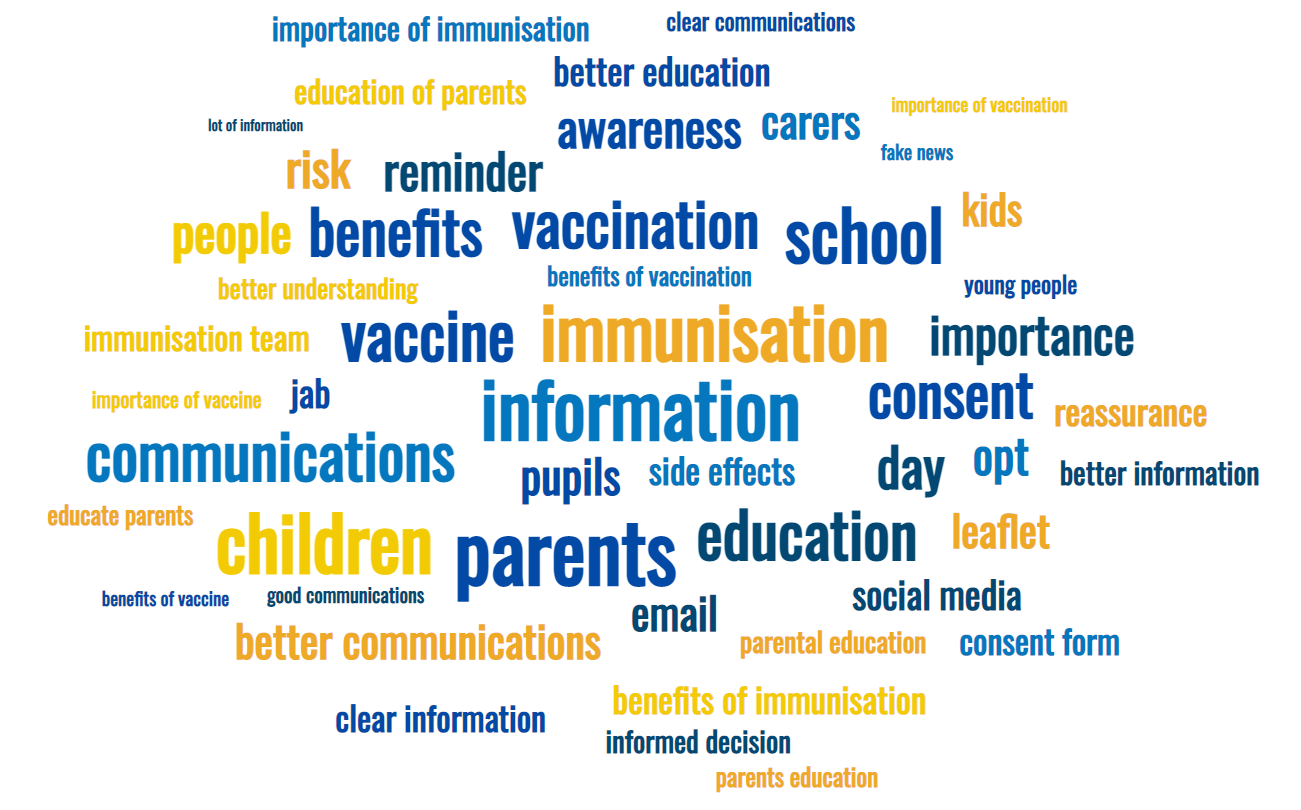 importance of immunisation
clear communications
better education
education of parents
importance of vaccination
lot of information
awareness
carers
fake news
risk
reminder
people
benefits
vaccination
school
kids
better understanding
benefits of vaccination
young people
immunisation team
vaccine
immunisation
importance
importance of vaccine
jab
information
consent
reassurance
communications
pupils
side effects
day
opt
better information
educate parents
children
parents
education
leaflet
benefits of vaccine
good communications
email
social media
better communications
parental education
consent form
clear information
benefits of immunisation
informed decision
parents education